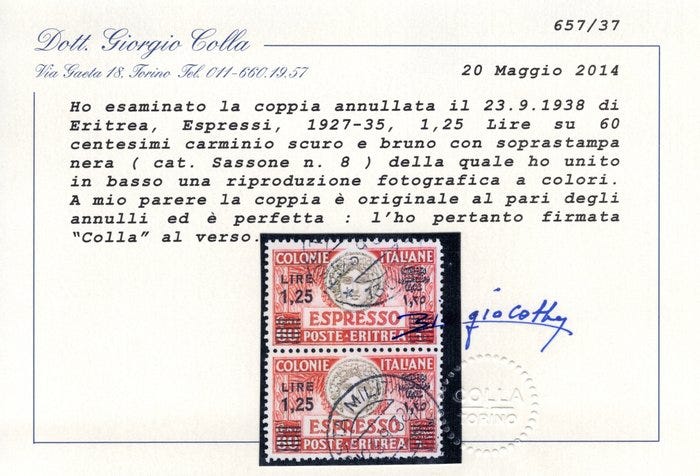 657/37
Dott. Giorgio Colla
Via Gaeta 18, Torino Tel. 011-660.19.57
20 Maggio 2014
Ho esaminato la coppia annullata il 23.9.1938 di
Eritrea, Espressi, 1927-35, 1,25 Lire su 60
centesimi carminio scuro e bruno con soprastampa
nera ( cat. Sassone n. 8 ) della quale ho unito
in basso una riproduzione fotografica a colori.
A mio parere la coppia è originale al pari degli
annulli ed è perfetta : l'ho pertanto firmata
"Colla" al verso.
COLONIE ITALIANE
LIRE
1,25
ESPRESSO
POSTE·ERITREA
COLONIE ITALIANE
LIRE
1,25
ESPRESSO
POSTE·ERITREA
COLLA
TORINO